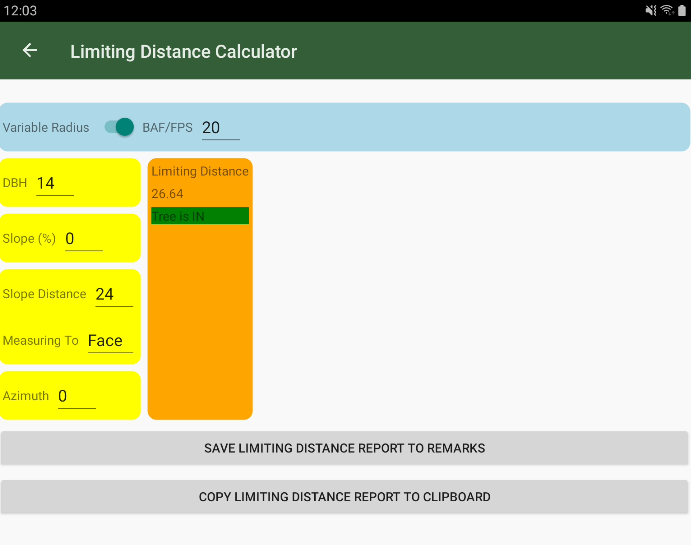 12:03
Limiting Distance Calculator
Variable Radius BAF/FPS 20
DBH 14
Limiting Distance
26.64
Tree is IN
Slope (%) 0
Slope Distance 24
Measuring To Face
Azimuth 0
SAVE LIMITING DISTANCE REPORT TO REMARKS
COPY LIMITING DISTANCE REPORT TO CLIPBOARD